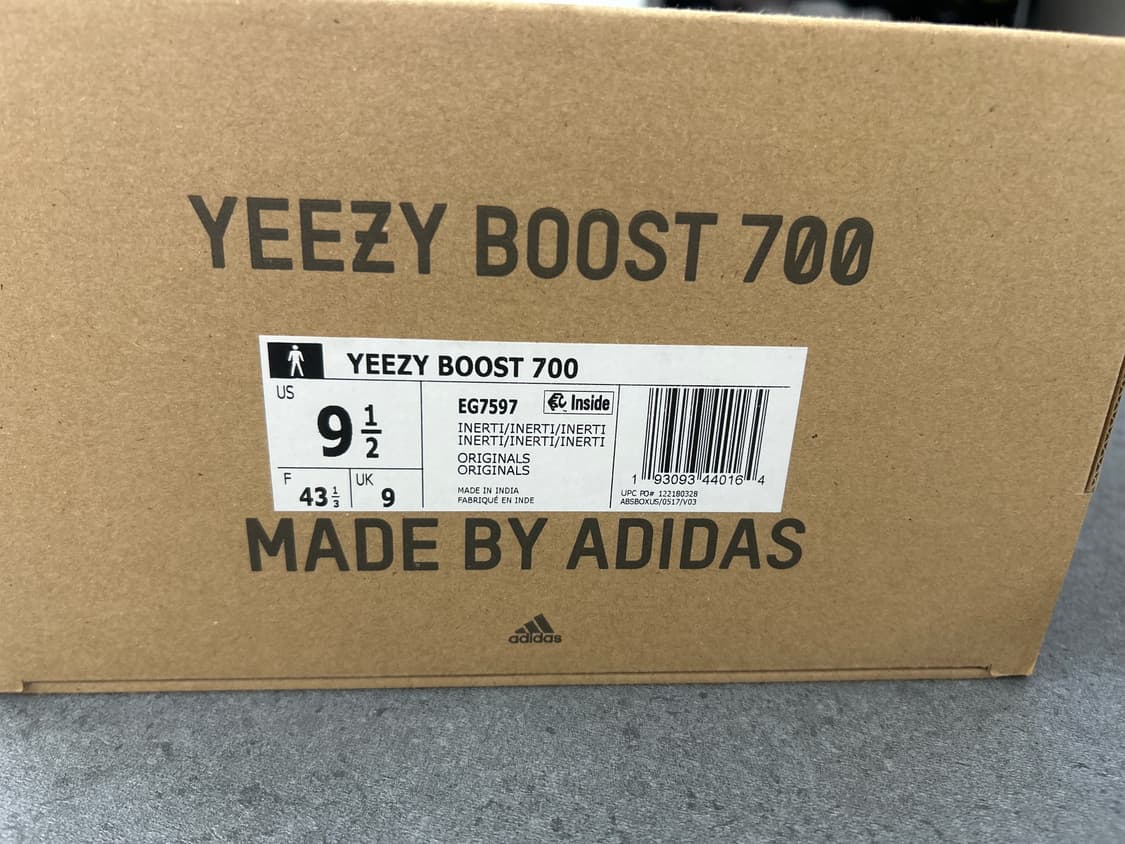 YEEZY BOOST 700
YEEZY BOOST 700
US
9 1/2
F
43 1/3
UK
9
EG7597
Inside
INERTI/INERTI/INERTI
INERTI/INERTI/INERTI
ORIGINALS
ORIGINALS
MADE IN INDIA
FABRIQUÉ EN INDE
1 93093 44016 4
UPC PO# 122180328
ABSBOXUS/0517/V03
MADE BY ADIDAS
adidas